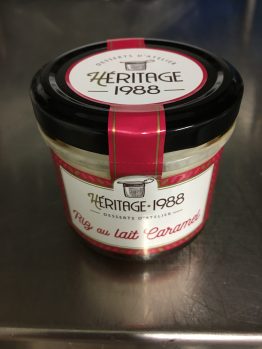 DESSERTS D'ATELIER
HÉRITAGE
1988
HÉRITAGE • 1988
DESSERTS D'ATELIER
Riz au lait Caramel